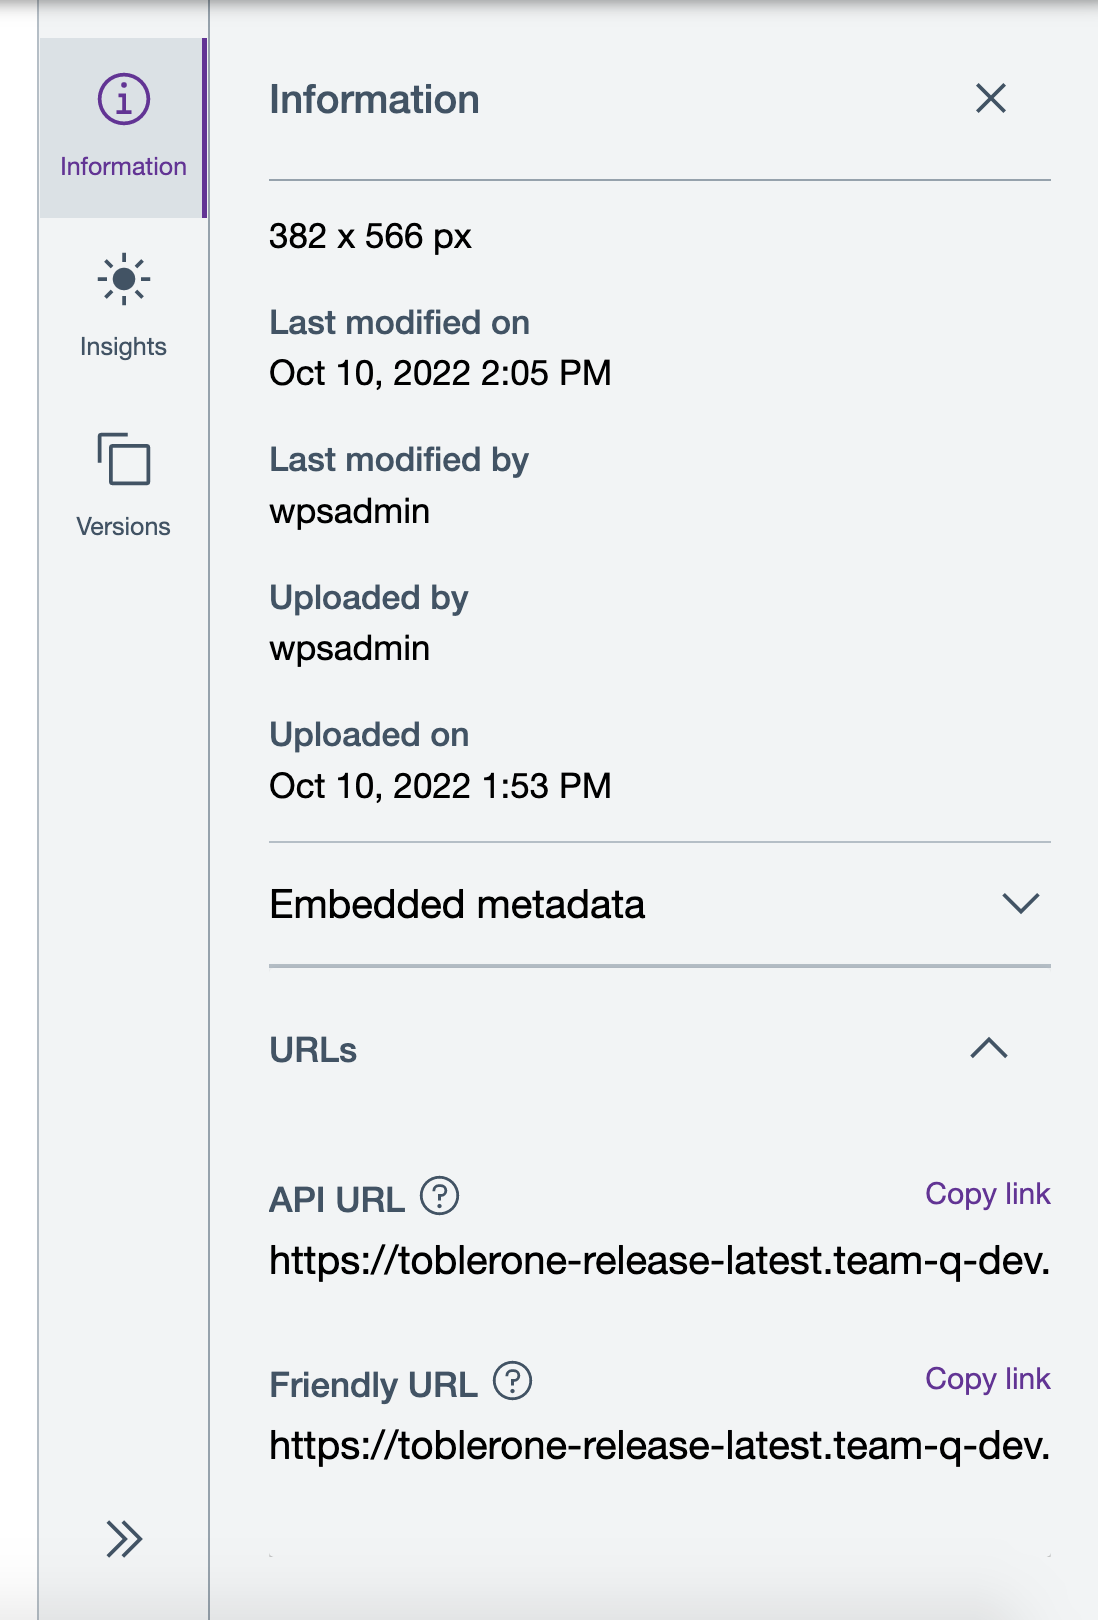 Information
Information
Insights
Versions
382 x 566 px
Last modified on
Oct 10, 2022 2:05 PM
Last modified by
wpsadmin
Uploaded by
wpsadmin
Uploaded on
Oct 10, 2022 1:53 PM
Embedded metadata
URLs
API URL ? Copy link
https://toblerone-release-latest.team-q-dev.
Friendly URL ? Copy link
https://toblerone-release-latest.team-q-dev.